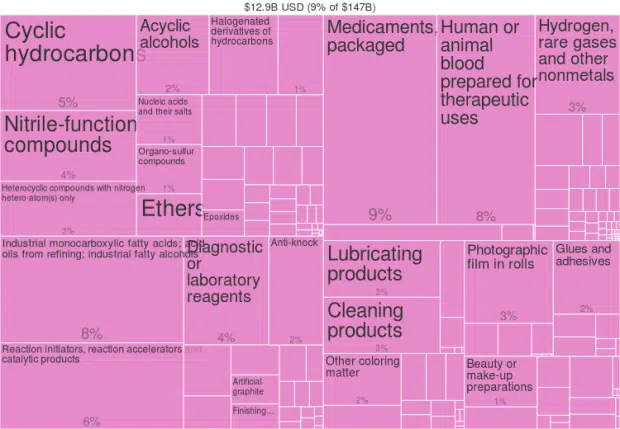 $12.9B USD (9% of $147B)
Cyclic
hydrocarbons
5%
Acyclic
alcohols
2%
Halogenated
derivatives of
hydrocarbons
1%
Nitrile-function
compounds
4%
Nucleic acids
and their salts
1%
Organo-sulfur
compounds
1%
Heterocyclic compounds with nitrogen
hetero-atom(s) only
3%
Ethers
Epoxides
Medicaments,
packaged
9%
Human or
animal
blood
prepared for
therapeutic
uses
8%
Hydrogen,
rare gases
and other
nonmetals
3%
Industrial monocarboxylic fatty acids; acid
oils from refining; industrial fatty alcohols
8%
Diagnostic
or
laboratory
reagents
4%
Anti-knock
2%
Reaction initiators, reaction accelerators and
catalytic products
6%
Artificial
graphite
Finishing...
Lubricating
products
3%
Cleaning
products
3%
Other coloring
matter
2%
Photographic
film in rolls
3%
Glues and
adhesives
2%
Beauty or
make-up
preparations
1%